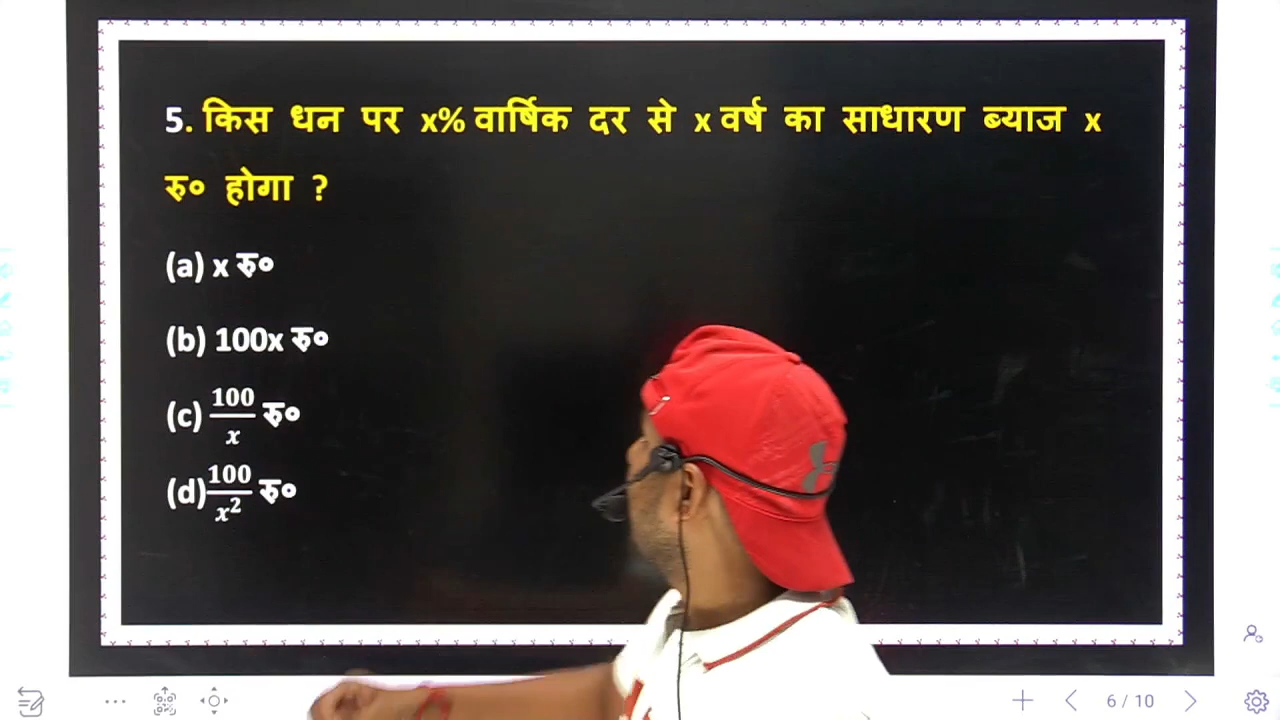 5. किस धन पर x% वार्षिक दर से x वर्ष का साधारण ब्याज x
रु० होगा ?
(a) x रु०
(b) 100x रु०
(c) 100/x रु०
(d) 100/x² रु०
6 / 10